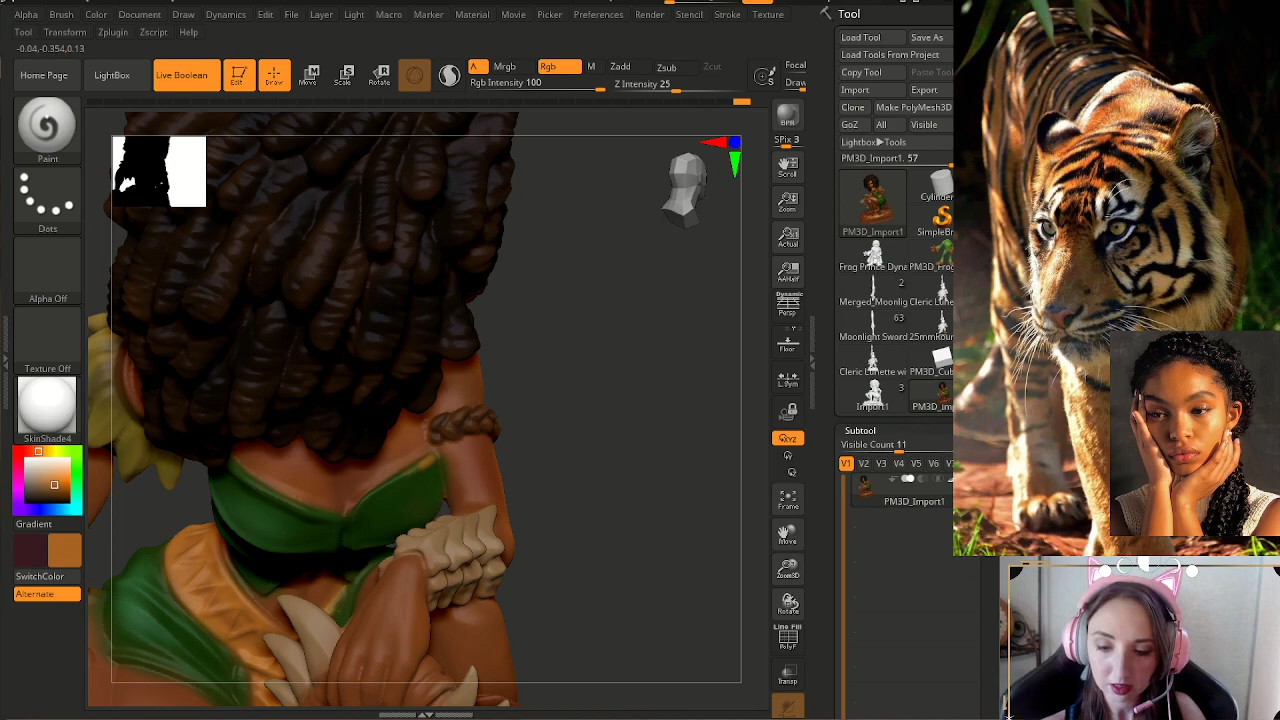 Alpha Brush Color Document Draw Dynamics Edit File Layer Light Macro Marker Material Movie Picker Preferences Render Stencil Stroke Texture
Tool Transform Zplugin Zscript Help
-0.04,-0.354,0.13
Home Page
LightBox
Live Boolean
Edit
Draw
Move
Scale
Rotate
A
Mrgb
Rgb
M
Zadd
Zsub
Zcut
Rgb Intensity 100
Z Intensity 25
Focal
Draw
Paint
Dots
Alpha Off
Texture Off
SkinShade4
Gradient
SwitchColor
Alternate
BPR
SPix 3
Scroll
Zoom
Actual
AAHalf
Dynamic
Persp
Floor
L.Sym
XYZ
Frame
Move
Zoom3D
Rotate
Line Fill
PolyF
Transp
Tool
Load Tool
Save As
Load Tools From Project
Copy Tool
Paste Tool
Import
Export
Clone
Make PolyMesh3D
GoZ
All
Visible
Lightbox▶Tools
PM3D_Import1. 57
PM3D_Import1
Cylinder
SimpleBr
Frog Prince Dyna
PM3D_Frog
2
Merged_Moonlig
Cleric Lun
63
Moonlight Sword
25mmRou
Cleric Lunette wi
PM3D_Cub
3
Import1
PM3D_Im
Subtool
Visible Count 11
V1 V2 V3 V4 V5 V6
PM3D_Import1